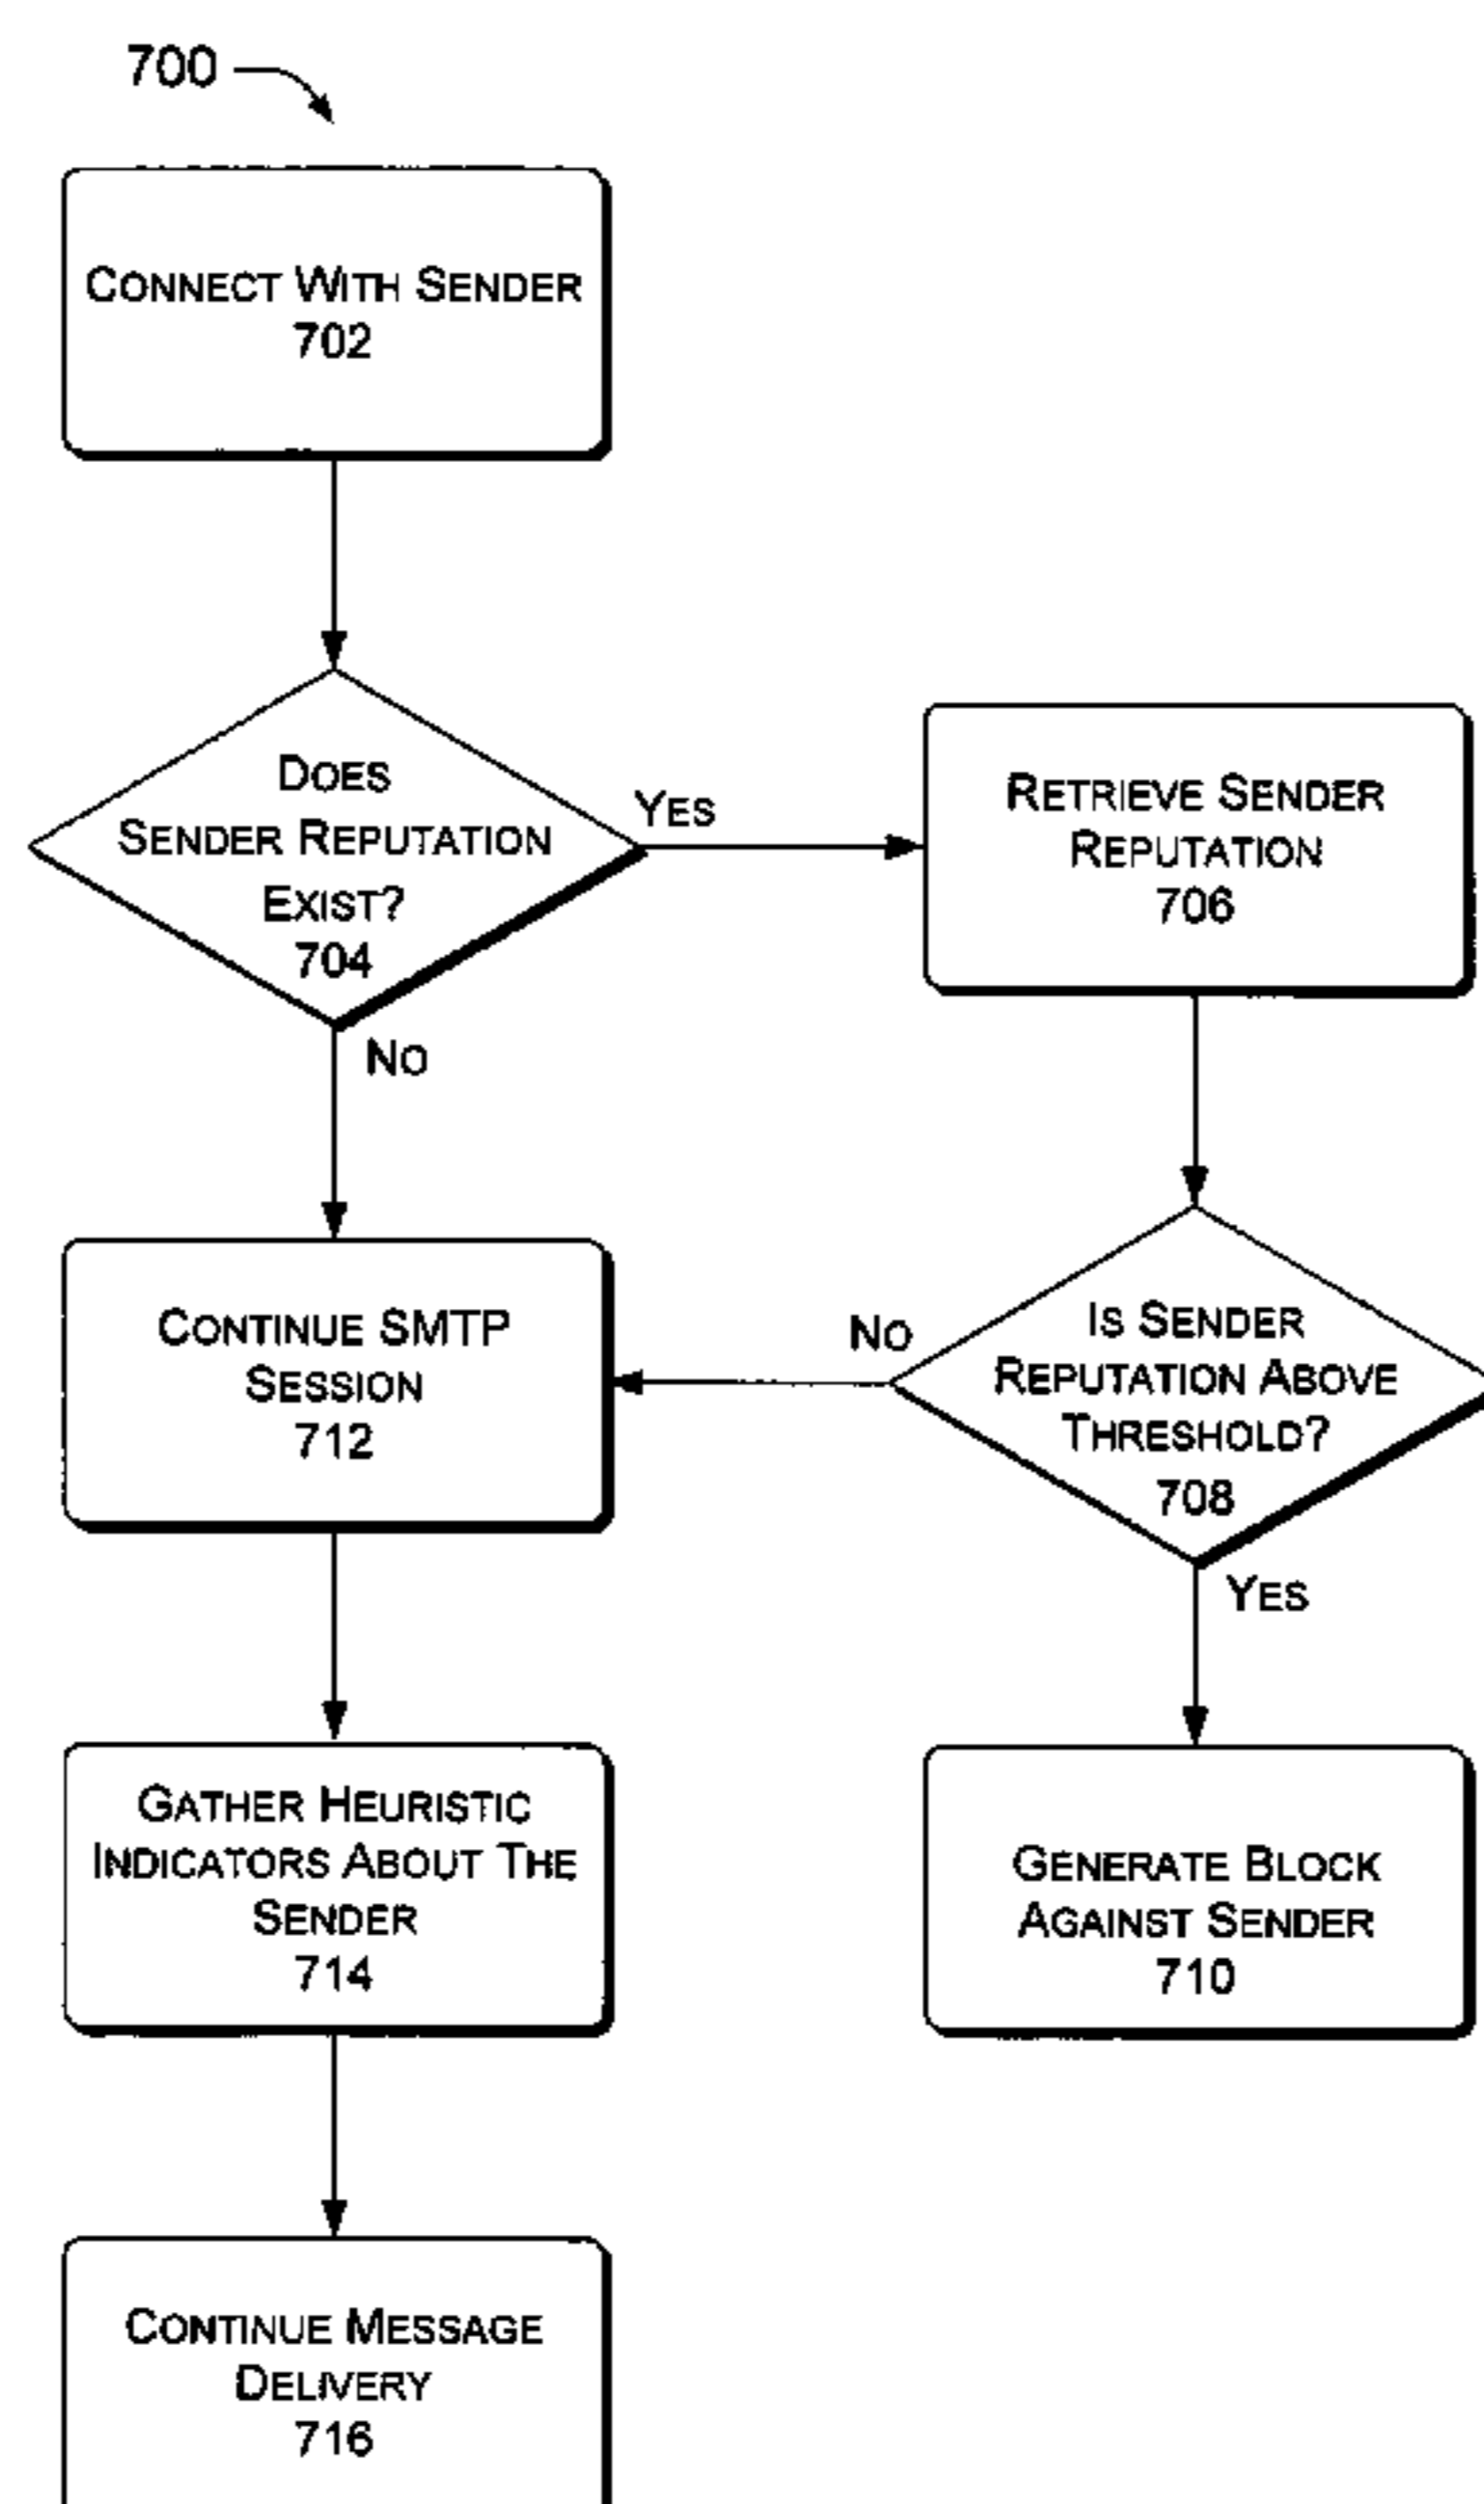 700
CONNECT WITH SENDER
702
DOES
SENDER REPUTATION
EXIST?
704
YES
NO
RETRIEVE SENDER
REPUTATION
706
IS SENDER
REPUTATION ABOVE
THRESHOLD?
708
NO
YES
CONTINUE SMTP
SESSION
712
GENERATE BLOCK
AGAINST SENDER
710
GATHER HEURISTIC
INDICATORS ABOUT THE
SENDER
714
CONTINUE MESSAGE
DELIVERY
716